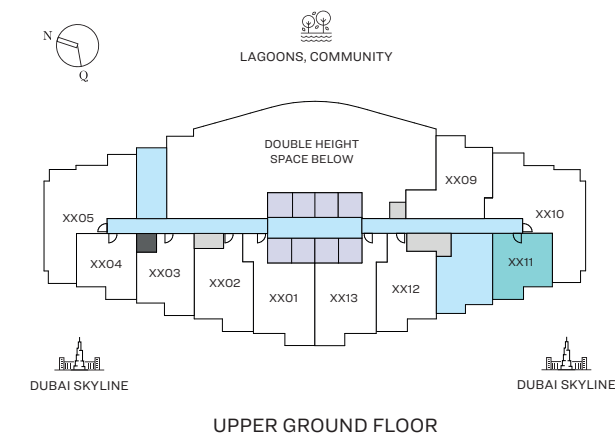 N
Q
LAGOONS, COMMUNITY
DOUBLE HEIGHT
SPACE BELOW
XX09
XX05
XX10
XX04
XX03
XX02
XX01
XX13
XX12
XX11
DUBAI SKYLINE
DUBAI SKYLINE
UPPER GROUND FLOOR